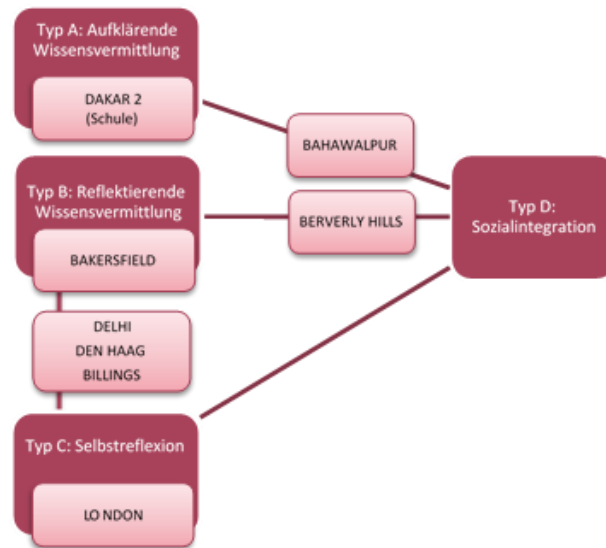 Typ A: Aufklärende
Wissensvermittlung
DAKAR 2
(Schule)
BAHAWALPUR
Typ B: Reflektierende
Wissensvermittlung
BERVERLY HILLS
Typ D:
Sozialintegration
BAKERSFIELD
DELHI
DEN HAAG
BILLINGS
Typ C: Selbstreflexion
LO NDON